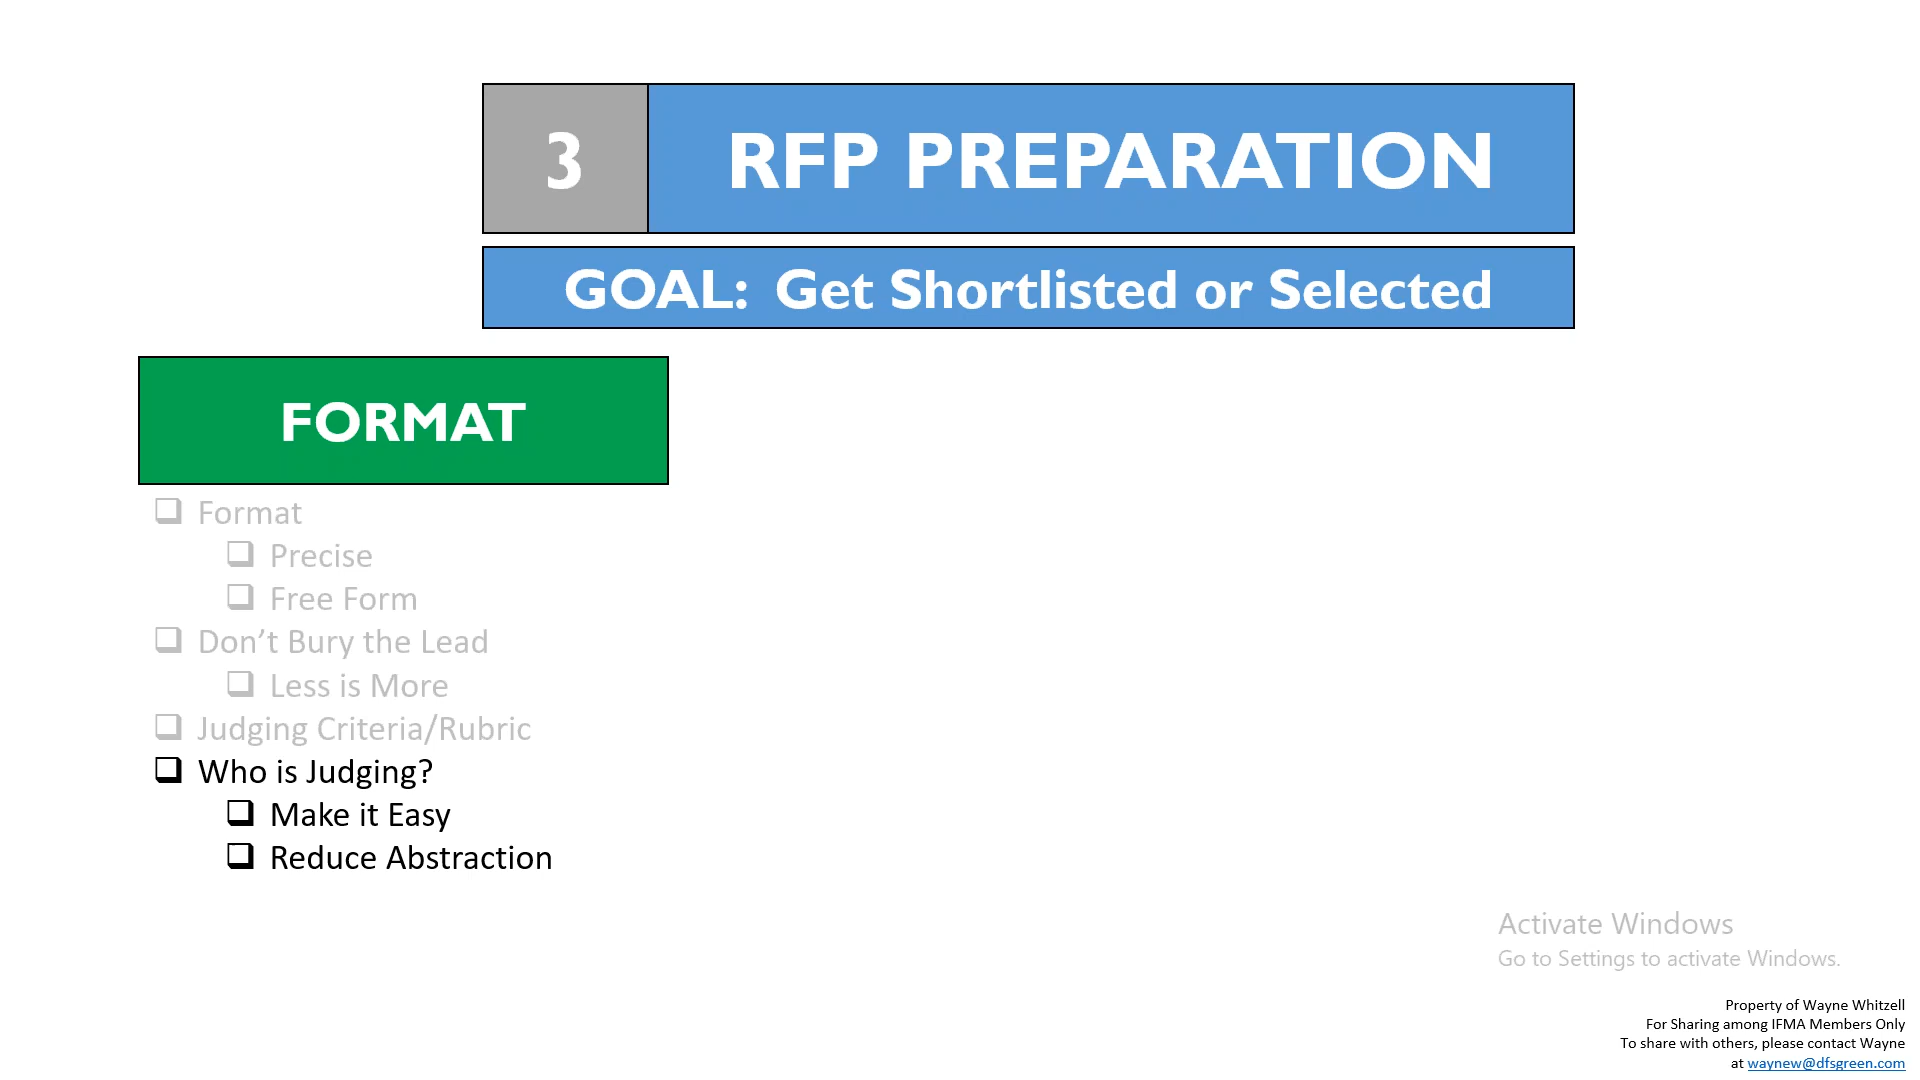 3 RFP PREPARATION
GOAL: Get Shortlisted or Selected
FORMAT
Format
Precise
Free Form
Don’t Bury the Lead
Less is More
Judging Criteria/Rubric
Who is Judging?
Make it Easy
Reduce Abstraction
Activate Windows
Go to Settings to activate Windows.
Property of Wayne Whitzell
For Sharing among IFMA Members Only
To share with others, please contact Wayne
at waynew@dfsgreen.com